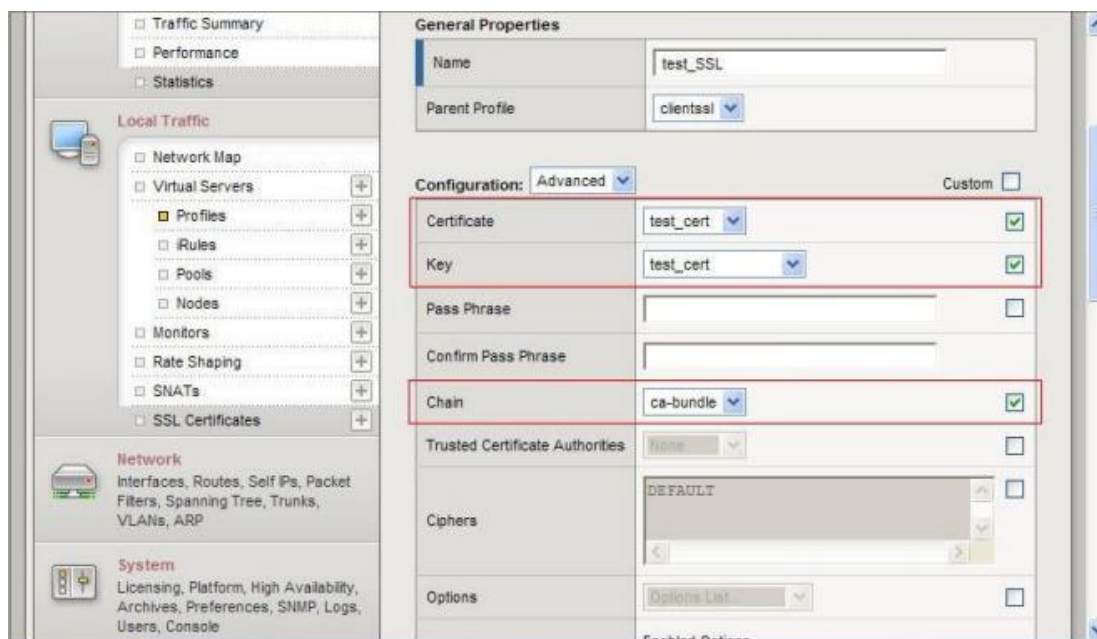 Traffic Summary
Performance
Statistics
Local Traffic
Network Map
Virtual Servers
Profiles
iRules
Pools
Nodes
Monitors
Rate Shaping
SNATs
SSL Certificates
Network
Interfaces, Routes, Self IPs, Packet
Filters, Spanning Tree, Trunks,
VLANs, ARP
System
Licensing, Platform, High Availability,
Archives, Preferences, SNMP, Logs,
Users, Console
General Properties
Name test_SSL
Parent Profile clientssl
Configuration: Advanced Custom
Certificate test_cert
Key test_cert
Pass Phrase
Confirm Pass Phrase
Chain ca-bundle
Trusted Certificate Authorities None
Ciphers DEFAULT
Options Options List...
Enabled Options